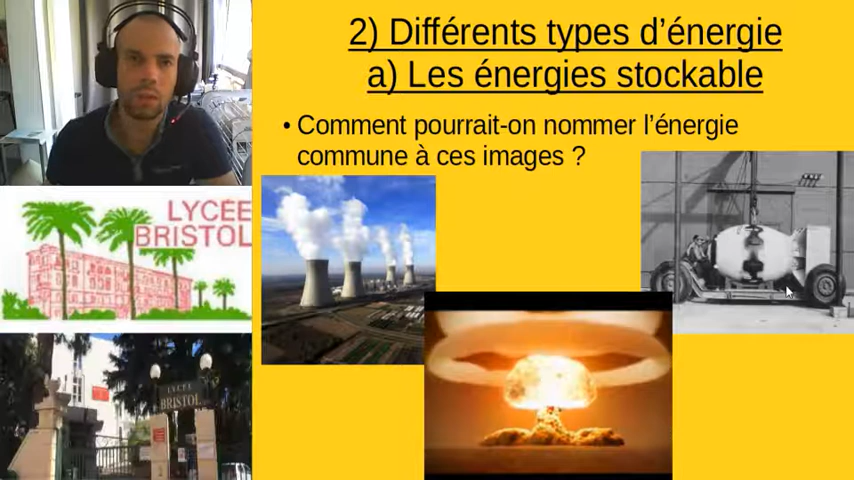 2) Différents types d'énergie
a) Les énergies stockable
• Comment pourrait-on nommer l'énergie
commune à ces images ?
LYCÉE
BRISTOL
LYCÉE
BRISTOL